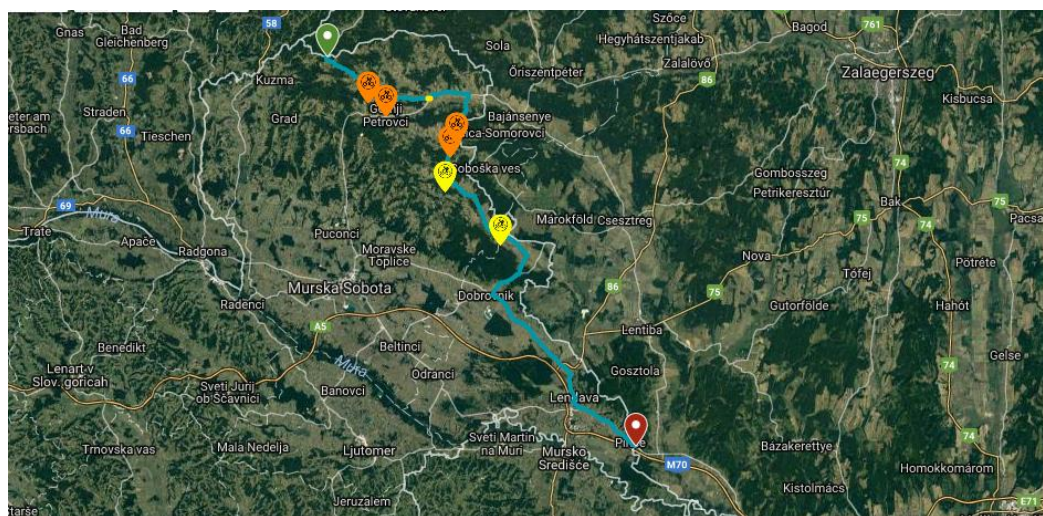 58
Gnas
Bad
Gleichenberg
Kuzma
Sola
Őriszentpéter
Szőce
Hegyhátszentjakab
Bagod
761
86
Zalalövő
Zalaegerszeg
Kisbucsa
66
Straden
Grad
Petrovci
Bajánsenye
66
Tieschen
74
Gombosszeg
Petrikeresztúr
Bak
74
75
69
Mura
Trate
Apače
Radgona
Puconci
Moravske
Toplice
Márokföld
Csesztreg
75
Nova
Tófej
Pötréte
Radenci
Murska Sobota
Dobrovnik
86
75
Gutorfölde
Hahót
A5
Lentiba
Benedikt
Beltinci
Mura
Odranci
Gosztola
74
Gelse
Lenart v
Slov. goricah
Sveti Jurij
ob Ščavnici
Banovci
Lendava
Trnovska vas
Mala Nedelja
Ljutomer
Sveti Martin
na Muri
Mursko
Središće
M70
Bázakerettye
74
Homokkomárom
Kistolmács
Jeruzalem
E71